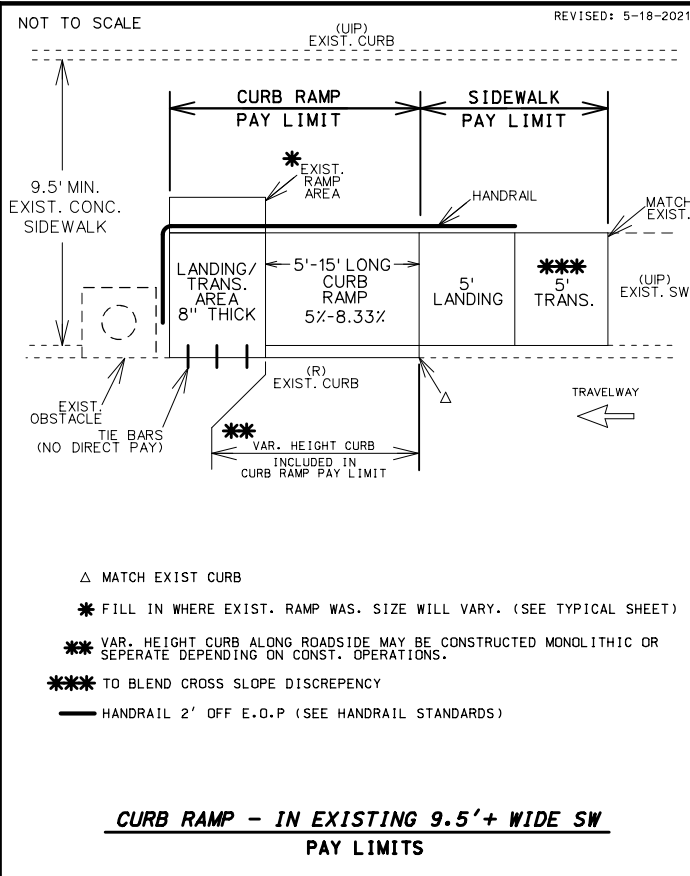 NOT TO SCALE
REVISED: 5-18-2021
(UIP)
EXIST. CURB
CURB RAMP
PAY LIMIT
SIDEWALK
PAY LIMIT
9.5' MIN.
EXIST. CONC.
SIDEWALK
EXIST.
RAMP
AREA
HANDRAIL
MATCH
EXIST.
LANDING/
TRANS.
AREA
8" THICK
5'-15' LONG
CURB
RAMP
5%-8.33%
5'
LANDING
5'
TRANS.
(UIP)
EXIST. SW
(R)
EXIST. CURB
EXIST.
OBSTACLE
TIE BARS
(NO DIRECT PAY)
TRAVELWAY
VAR. HEIGHT CURB
INCLUDED IN
CURB RAMP PAY LIMIT
△ MATCH EXIST CURB
* FILL IN WHERE EXIST. RAMP WAS. SIZE WILL VARY. (SEE TYPICAL SHEET)
** VAR. HEIGHT CURB ALONG ROADSIDE MAY BE CONSTRUCTED MONOLITHIC OR
SEPERATE DEPENDING ON CONST. OPERATIONS.
*** TO BLEND CROSS SLOPE DISCREPENCY
HANDRAIL 2' OFF E.O.P (SEE HANDRAIL STANDARDS)
CURB RAMP - IN EXISTING 9.5'+ WIDE SW
PAY LIMITS